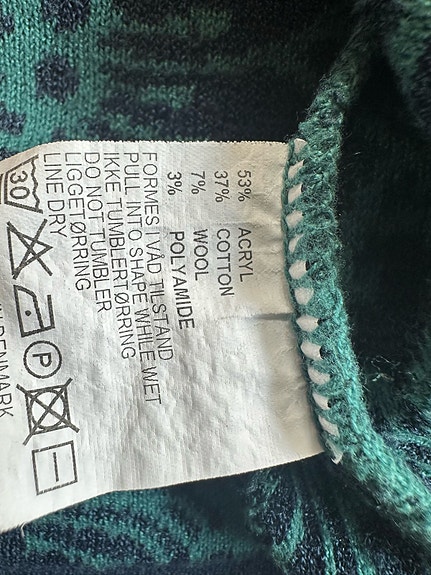 53% ACRYL
37% COTTON
7% WOOL
3% POLYAMIDE
FORMES I VÅD TILSTAND
PULL INTO SHAPE WHILE WET
IKKE TUMBLERTØRRING
DO NOT TUMBLER
LIGGETØRRING
LINE DRY
30
P
DENMARK